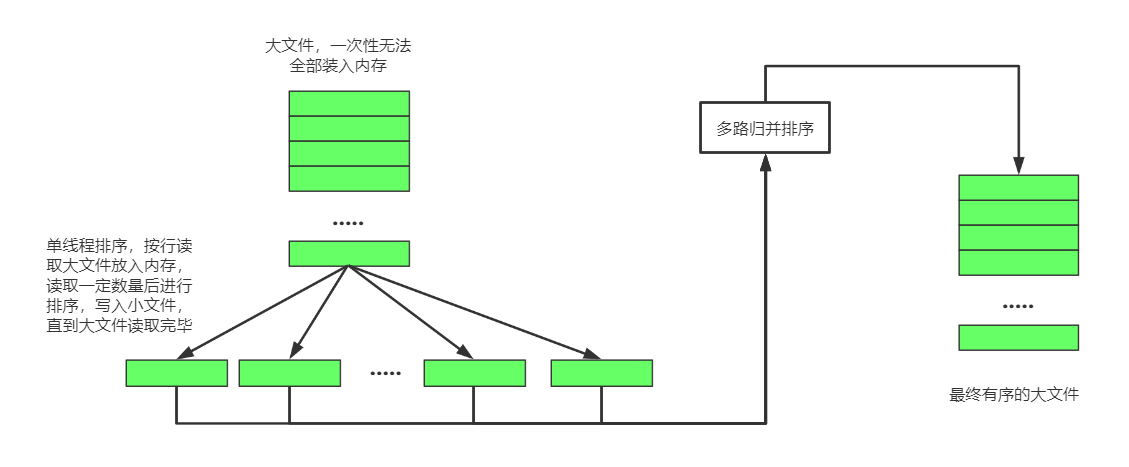 大文件，一次性无法
全部装入内存
多路归并排序
.....
单线程排序，按行读
取大文件放入内存，
读取一定数量后进行
排序，写入小文件，
直到大文件读取完毕
.....
.....
最终有序的大文件